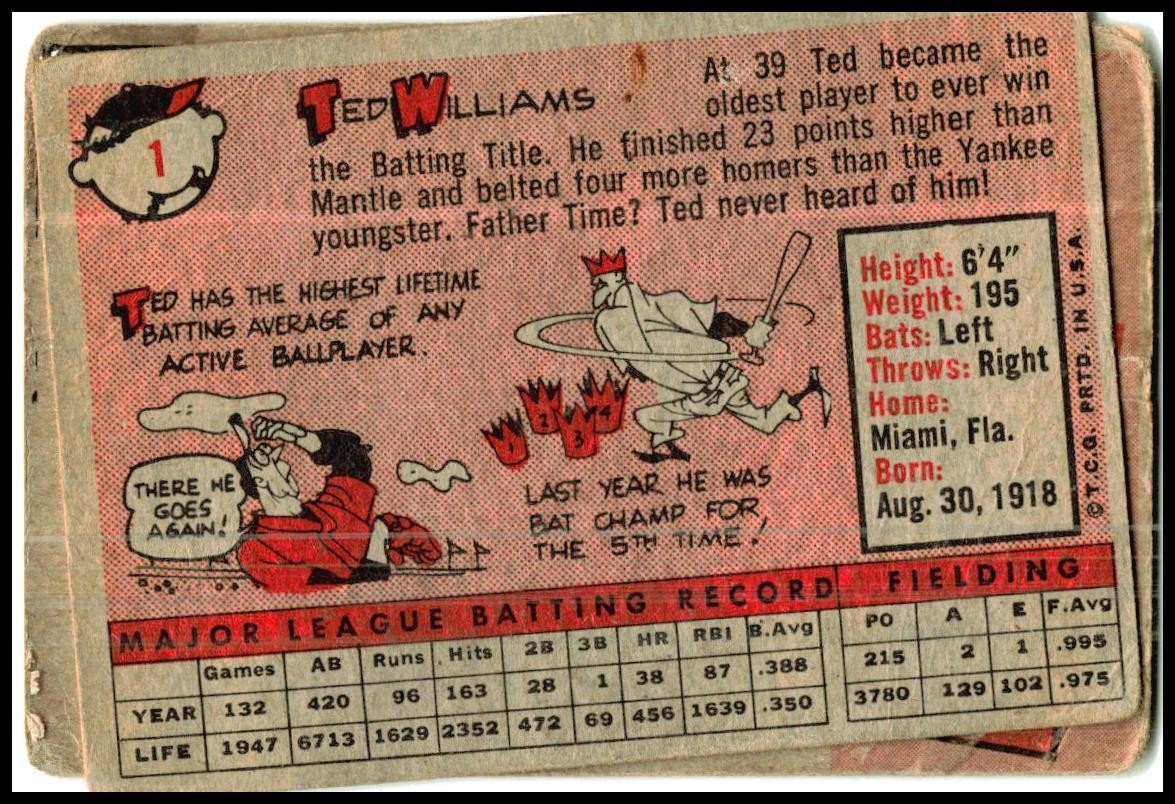 1
TED WILLIAMS
At 39 Ted became the
oldest player to ever win
the Batting Title. He finished 23 points higher than
Mantle and belted four more homers than the Yankee
youngster. Father Time? Ted never heard of him!
TED HAS THE HIGHEST LIFETIME
BATTING AVERAGE OF ANY
ACTIVE BALLPLAYER.
THERE HE
GOES
AGAIN!
1 2 3 4
LAST YEAR HE WAS
BAT CHAMP FOR
THE 5TH TIME!
Height: 6'4"
Weight: 195
Bats: Left
Throws: Right
Home:
Miami, Fla.
Born:
Aug. 30, 1918
© T.C.G. PRTD. IN U.S.A.
MAJOR LEAGUE BATTING RECORD FIELDING
Games AB Runs Hits 2B 3B HR RBI B.Avg PO A E F.Avg
YEAR 132 420 96 163 28 1 38 87 .388 215 2 1 .995
LIFE 1947 6713 1629 2352 472 69 456 1639 .350 3780 129 102 .975